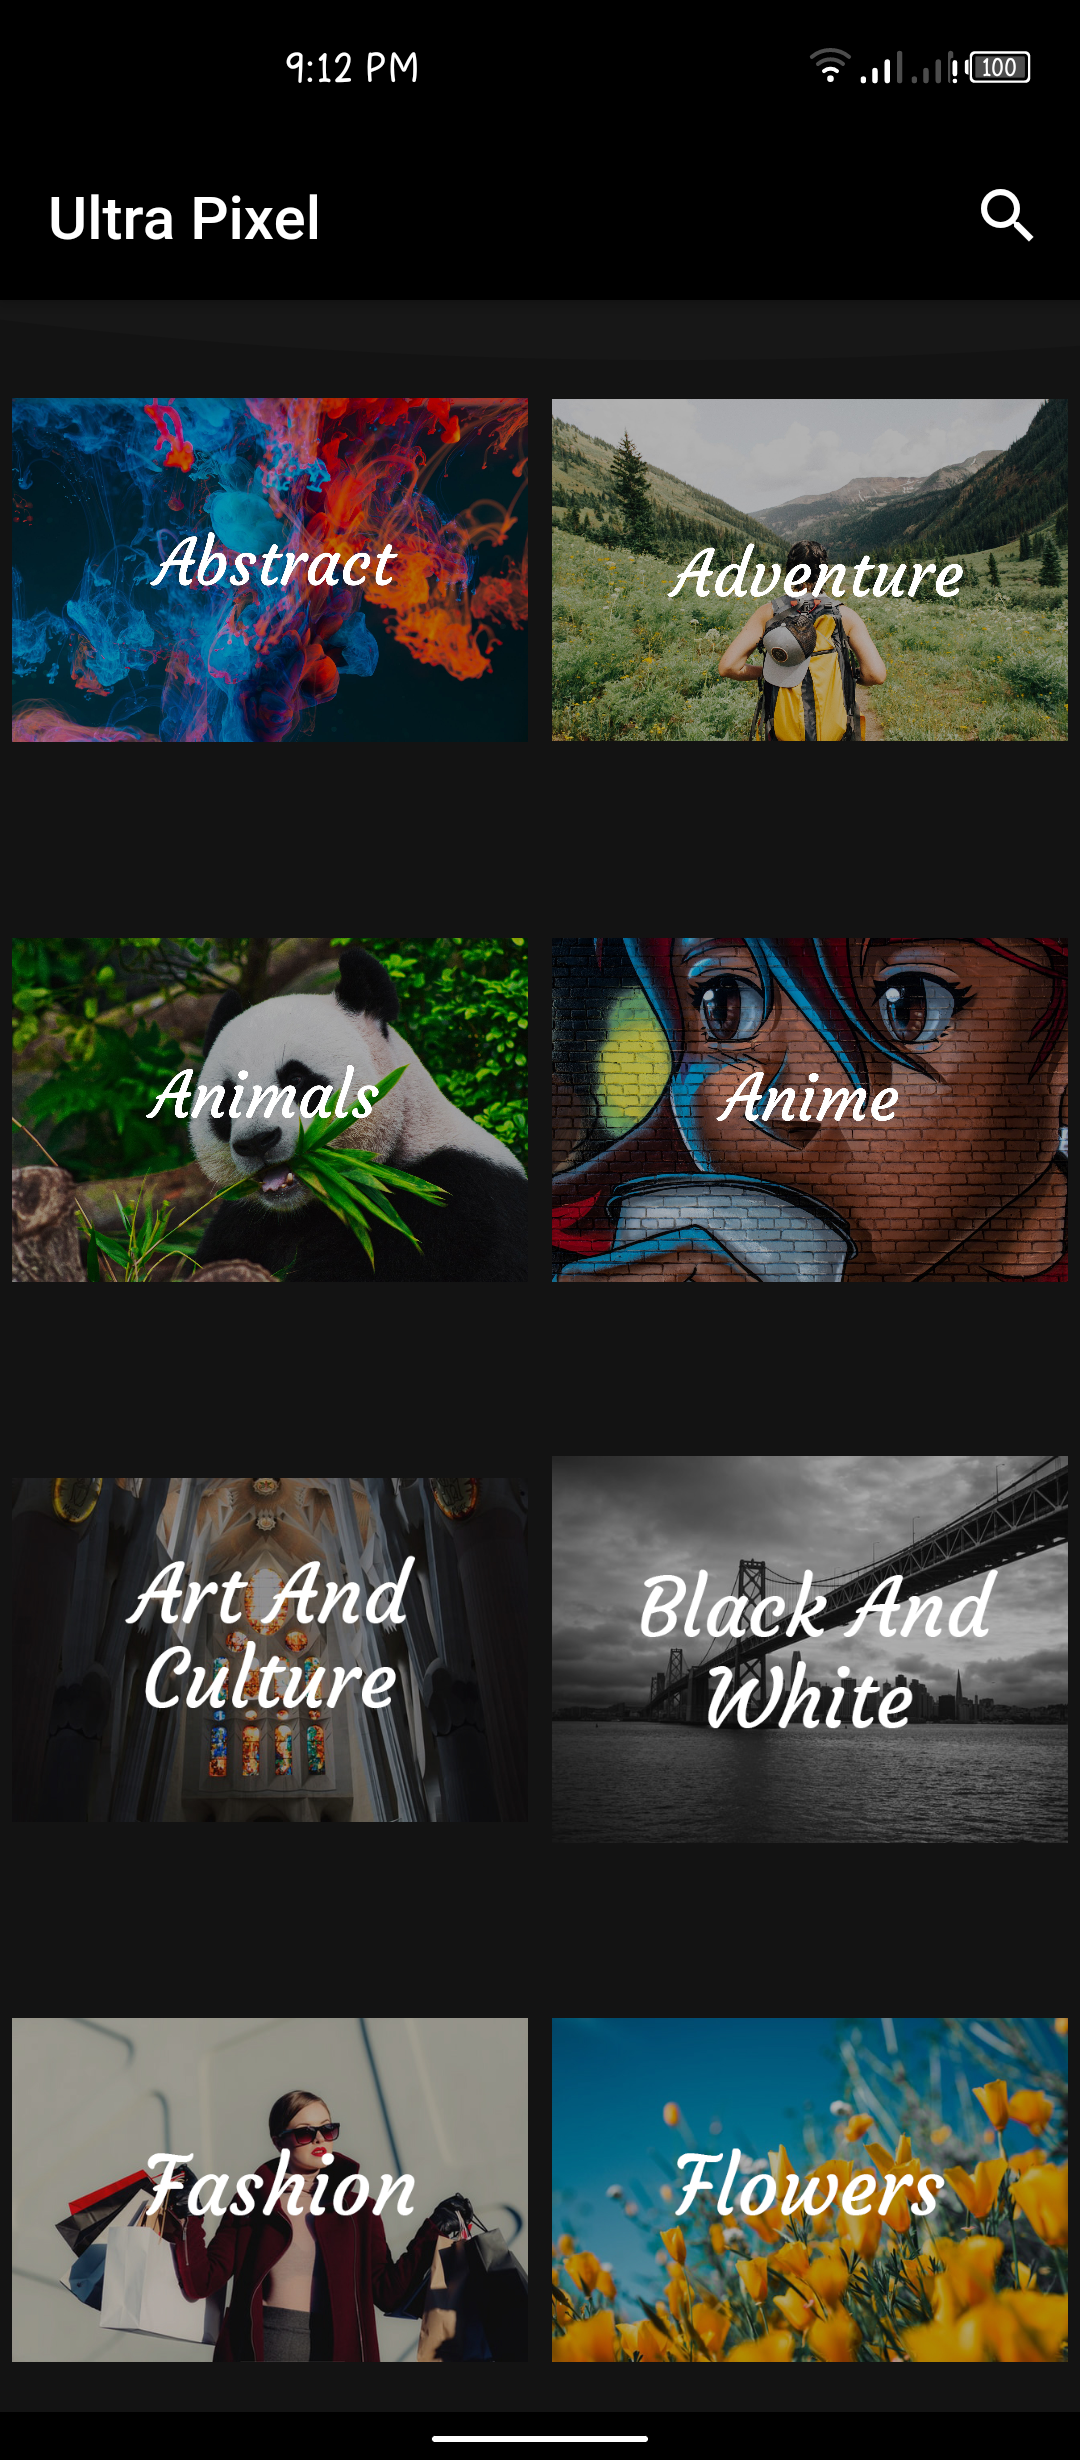 9:12 PM
100
Ultra Pixel
Abstract
Adventure
Animals
Anime
Art And
Culture
Black And
White
Fashion
Flowers